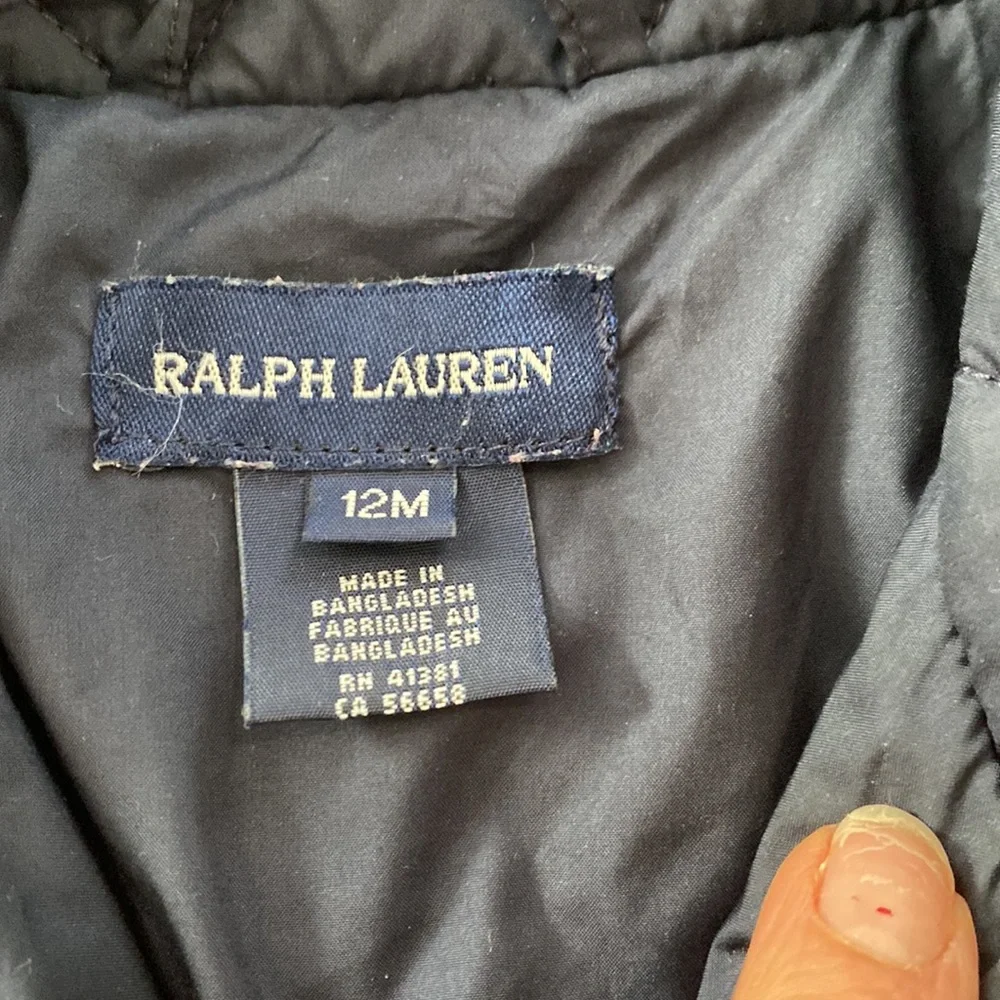 RALPH LAUREN
12M
MADE IN
BANGLADESH
FABRIQUE AU
BANGLADESH
RN 41381
CA 56658